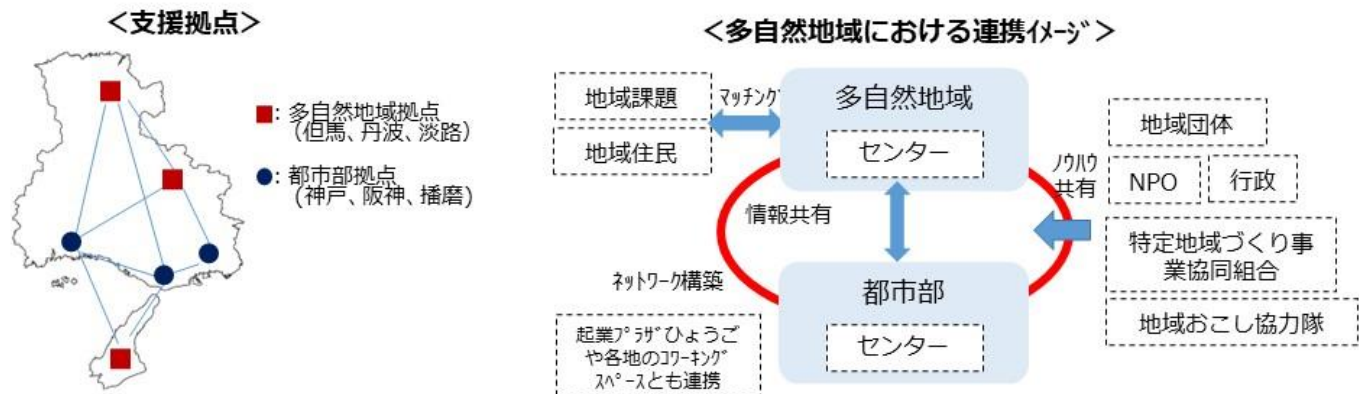 ＜支援拠点＞
■: 多自然地域拠点
(但馬、丹波、淡路)
●: 都市部拠点
(神戸、阪神、播磨)
＜多自然地域における連携ｲﾒｰｼﾞ＞
地域課題
地域住民
ﾏｯﾁﾝｸﾞ
多自然地域
センター
情報共有
ﾈｯﾄﾜｰｸ構築
都市部
センター
起業ﾌﾟﾗｻﾞひょうご
や各地のｺﾜｰｷﾝｸﾞ
ｽﾍﾟｰｽとも連携
ﾉｳﾊｳ
共有
地域団体
NPO
行政
特定地域づくり事
業協同組合
地域おこし協力隊